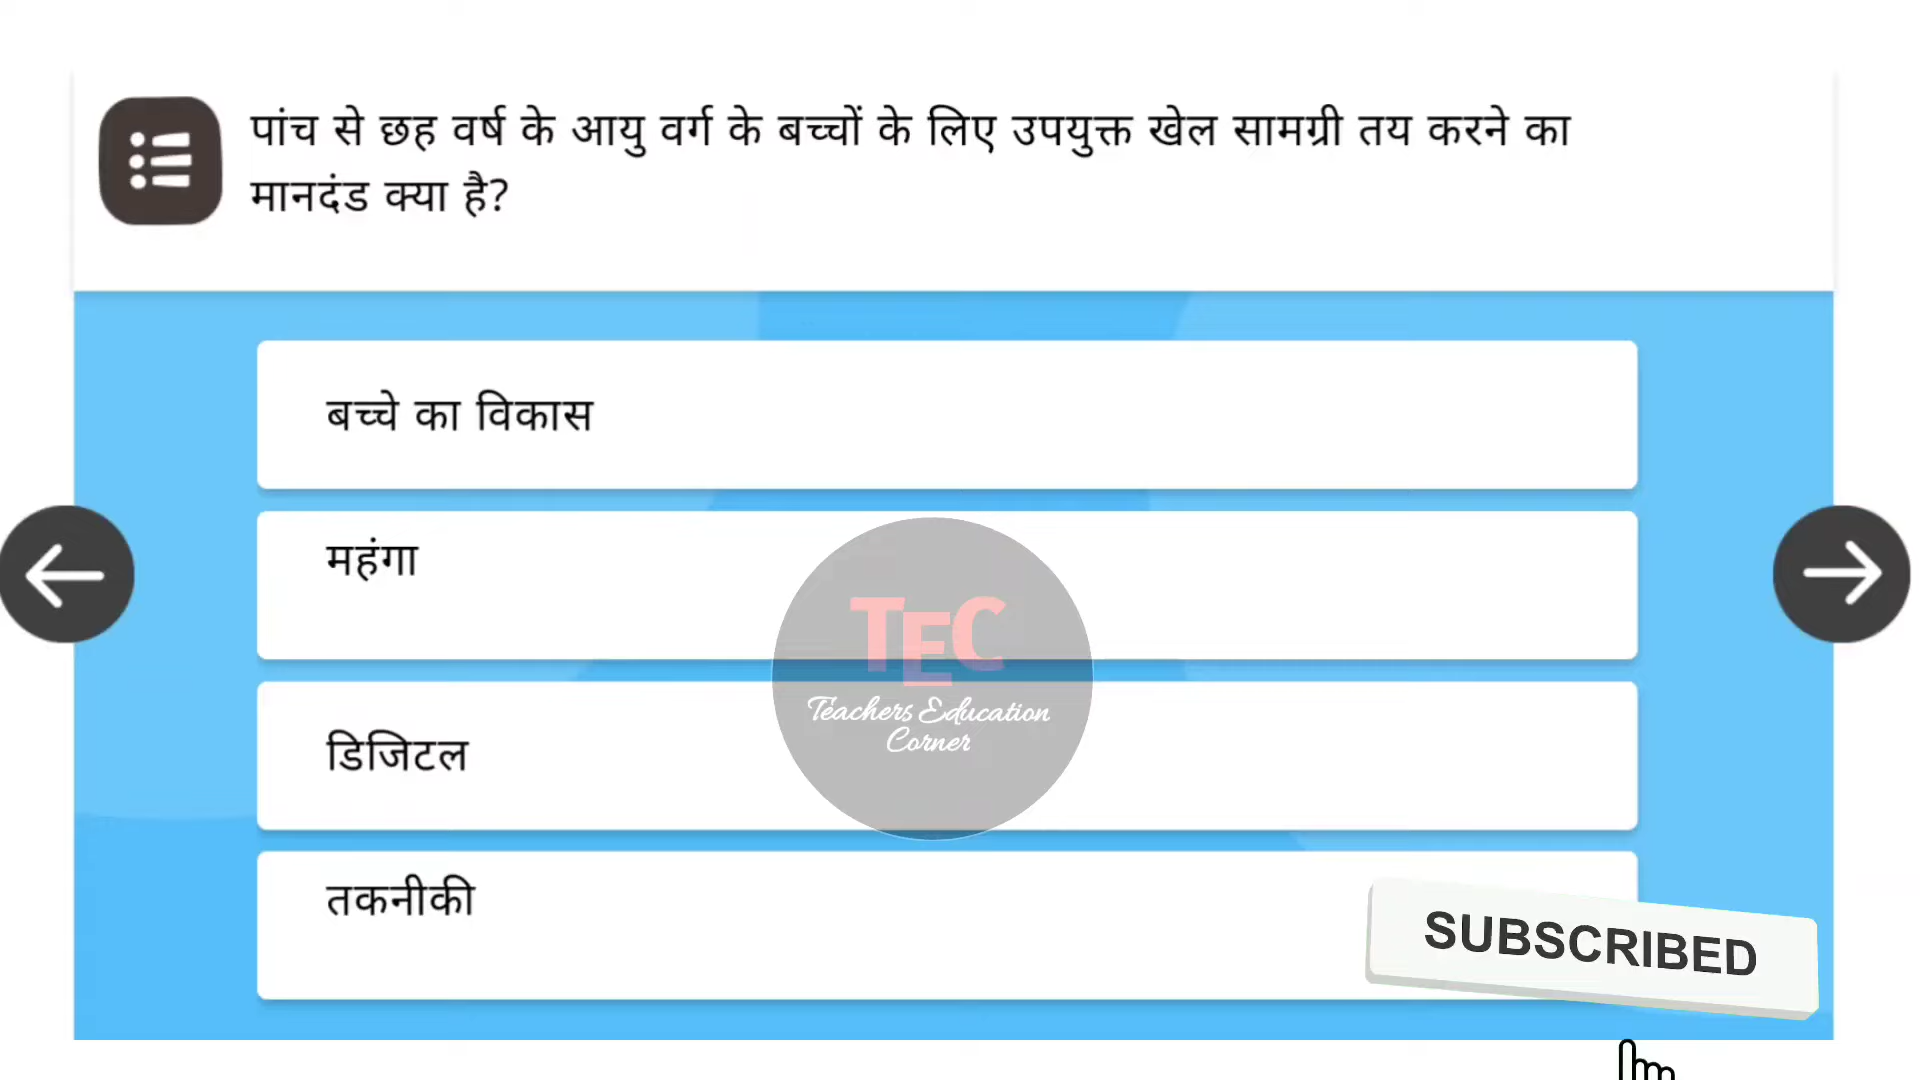 पांच से छह वर्ष के आयु वर्ग के बच्चों के लिए उपयुक्त खेल सामग्री तय करने का
मानदंड क्या है?
बच्चे का विकास
महंगा
डिजिटल
तकनीकी
TEC
Teachers Education
Corner
SUBSCRIBED